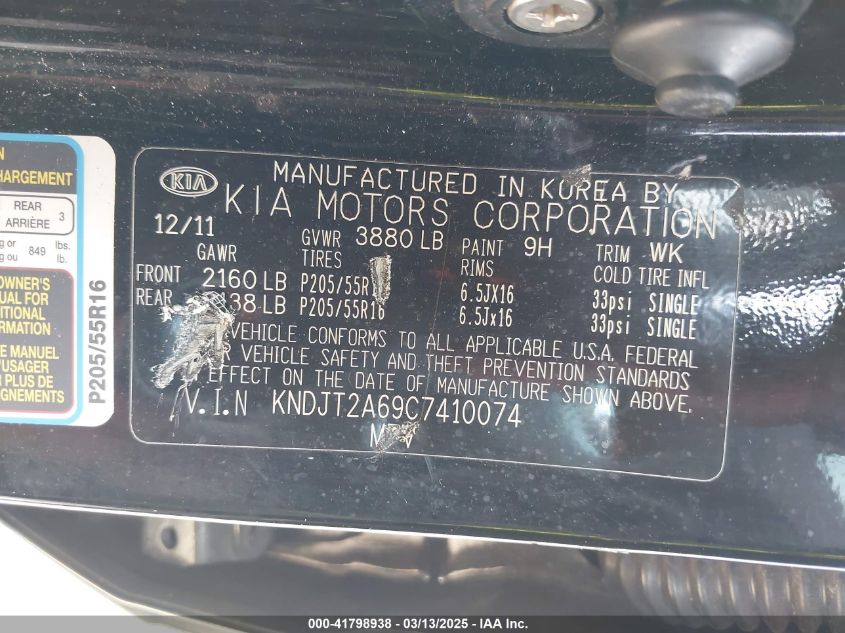 N
CHARGEMENT
REAR 3
ARRIÈRE
g or 849 lbs.
lb.
OWNER'S
UAL FOR
ITIONAL
RMATION
E MANUEL
'USAGER
PLUS DE
GNEMENTS
P205/55R16
KIA
MANUFACTURED IN KOREA BY
KIA MOTORS CORPORATION
12/11 GVWR 3880 LB PAINT 9H TRIM WK
GAWR TIRES RIMS COLD TIRE INFL
FRONT 2160 LB P205/55R1 6.5JX16 33psi SINGLE
REAR 138 LB P205/55R16 6.5Jx16 33psi SINGLE
VEHICLE CONFORMS TO ALL APPLICABLE U.S.A. FEDERAL
R VEHICLE SAFETY AND THEFT PREVENTION STANDARDS
EFFECT ON THE DATE OF MANUFACTURE SHOWN ABOVE.
V.I.N KNDJT2A69C7410074
000-41798938 - 03/13/2025 - IAA Inc.